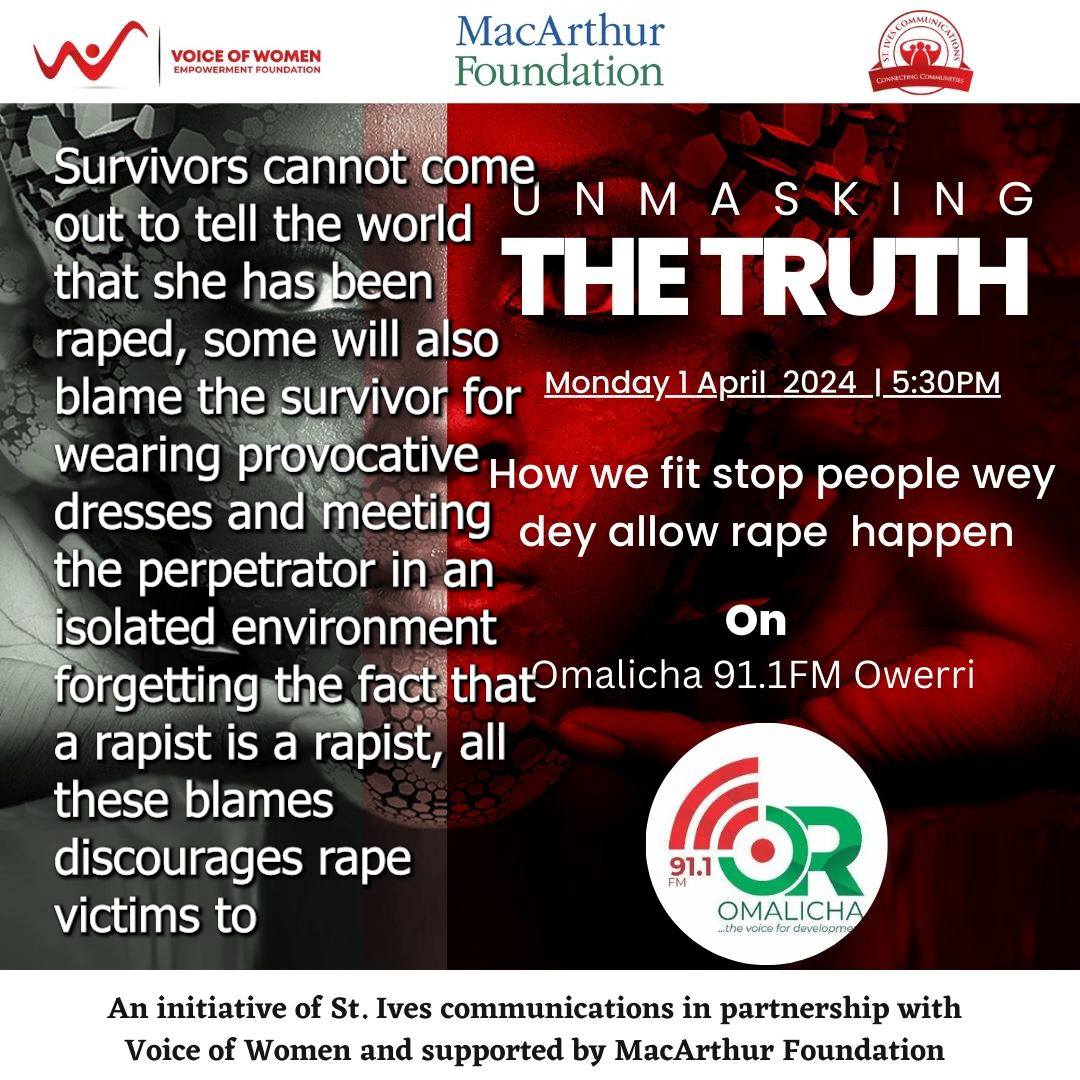 VOICE OF WOMEN
EMPOWERMENT FOUNDATION
MacArthur
Foundation
ST. IVES COMMUNICATIONS
CONNECTING COMMUNITIES
Survivors cannot come
out to tell the world
that she has been
raped, some will also
blame the survivor for
wearing provocative
dresses and meeting
the perpetrator in an
isolated environment
forgetting the fact that
a rapist is a rapist, all
these blames
discourages rape
victims to
UNMASKING
THE TRUTH
Monday 1 April 2024 | 5:30PM
How we fit stop people wey
dey allow rape happen
On
Omalicha 91.1FM Owerri
91.1
FM
OR
OMALICHA
...the voice for developme
An initiative of St. Ives communications in partnership with
Voice of Women and supported by MacArthur Foundation